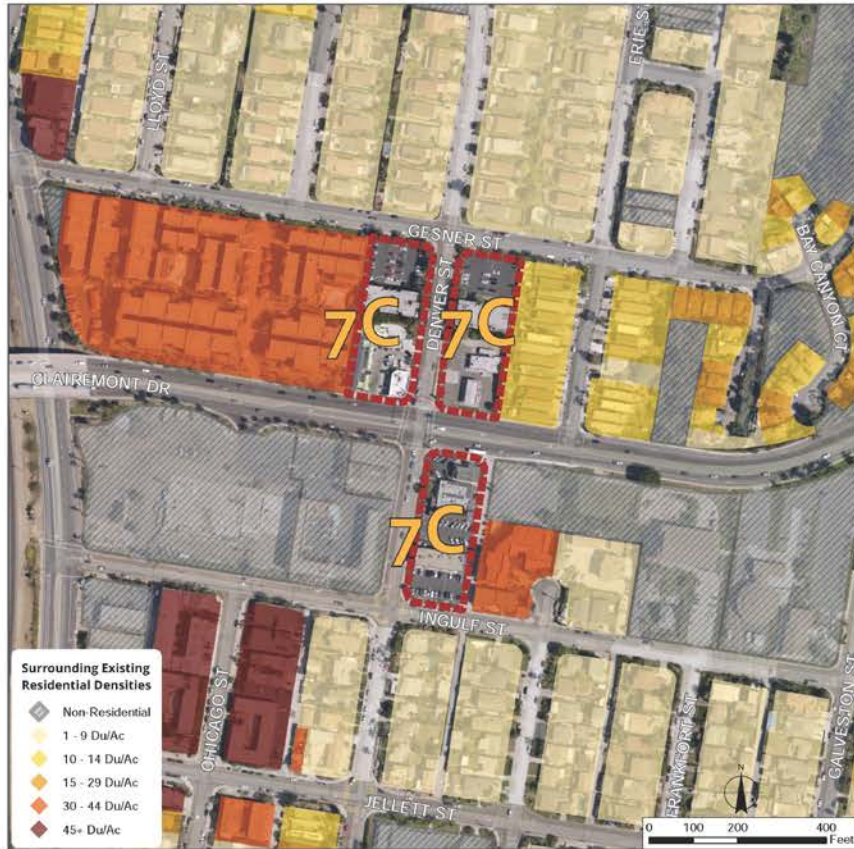 LLOYD ST
ERIE ST
GESNER ST
BAY CANYON CT
DENVER ST
7C
7C
CLAIREMONT DR
7C
INGULF ST
CHICAGO ST
FRANKFORT ST
GALVESTON ST
JELLETT ST
Surrounding Existing
Residential Densities
Non-Residential
1 - 9 Du/Ac
10 - 14 Du/Ac
15 - 29 Du/Ac
30 - 44 Du/Ac
45+ Du/Ac
N
0 100 200 400
Feet